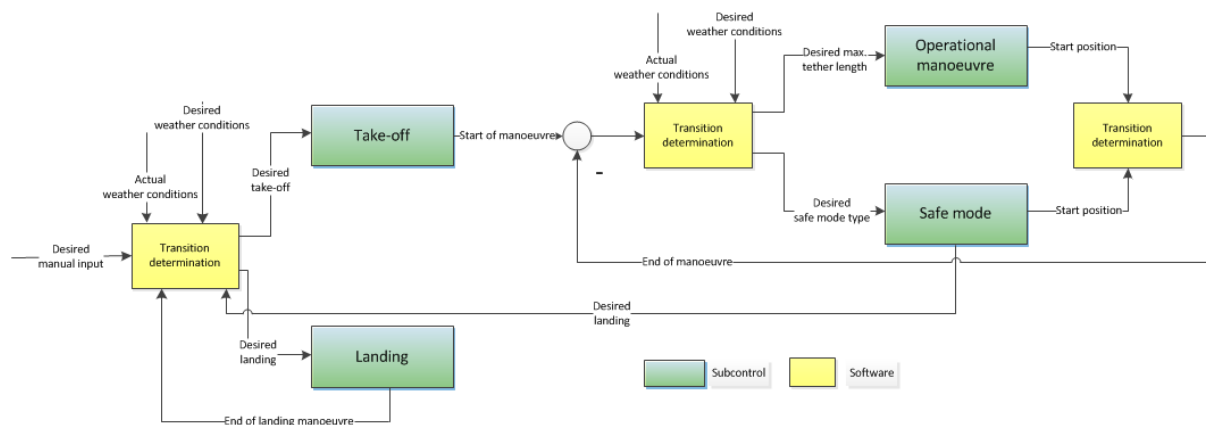 Desired
weather conditions
Actual
weather conditions
Desired
manual input
Transition
determination
Desired
take-off
Take-off
Start of manoeuvre
-
Desired
weather conditions
Actual
weather conditions
Transition
determination
Desired max.
tether length
Operational
manoeuvre
Start position
Transition
determination
Desired
safe mode type
Safe mode
Start position
End of manoeuvre
Desired
landing
Desired
landing
Landing
End of landing manoeuvre
Subcontrol
Software